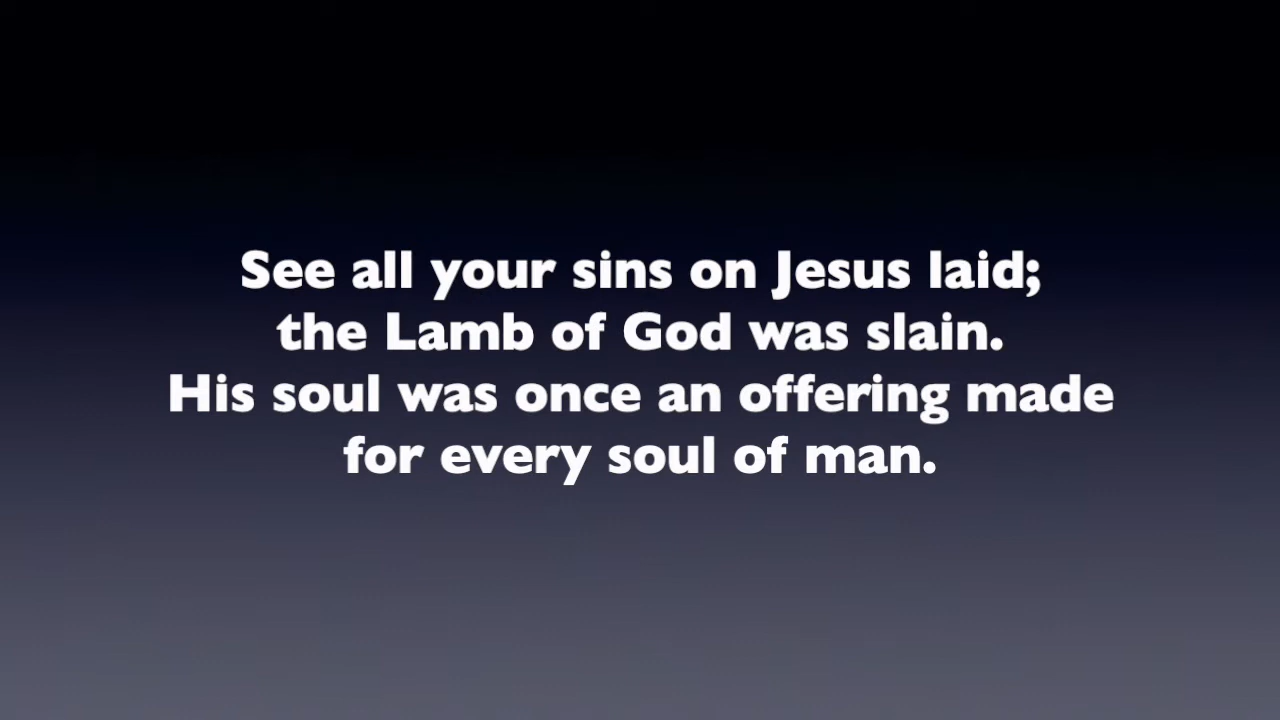 See all your sins on Jesus laid;
the Lamb of God was slain.
His soul was once an offering made
for every soul of man.